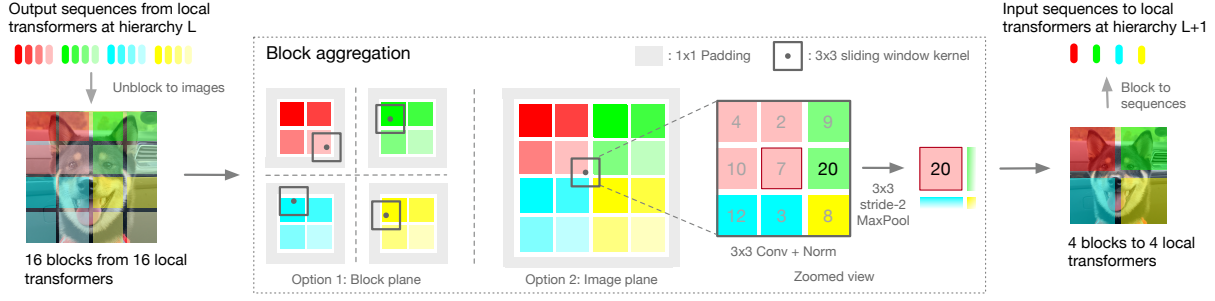 Output sequences from local
transformers at hierarchy L
Unblock to images
16 blocks from 16 local
transformers
Block aggregation
: 1x1 Padding
: 3x3 sliding window kernel
Option 1: Block plane
Option 2: Image plane
4 2 9
10 7 20
12 3 8
3x3 Conv + Norm
3x3
stride-2
MaxPool
20
Zoomed view
Input sequences to local
transformers at hierarchy L+1
Block to
sequences
4 blocks to 4 local
transformers